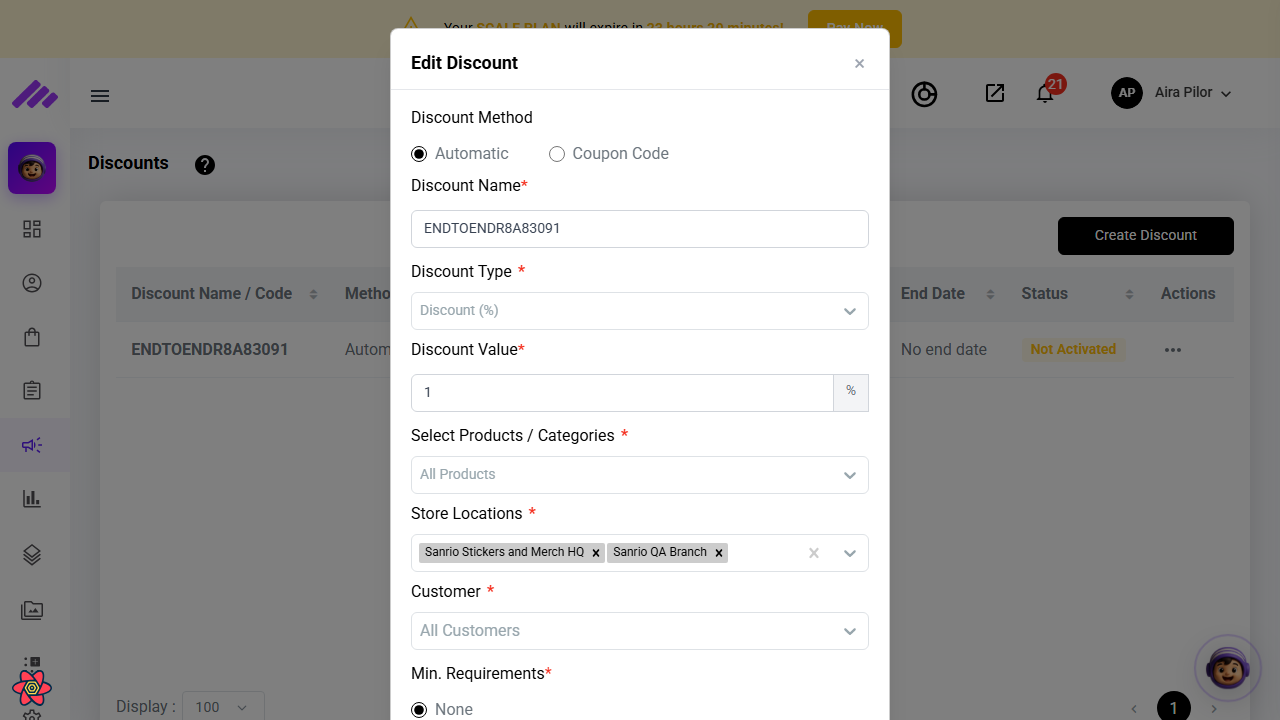 Your SCALE PLAN will expire in 23 hours 20 minutes!
Pay Now
Edit Discount
×
21
AP
Aira Pilor
Discounts
?
Discount Method
Automatic
Coupon Code
Discount Name*
ENDTOENDR8A83091
Create Discount
Discount Type *
Discount (%)
Discount Name / Code
End Date
Status
Actions
Discount Value*
1
%
ENDTOENDR8A83091
No end date
Not Activated
Select Products / Categories *
All Products
Store Locations *
Sanrio Stickers and Merch HQ
Sanrio QA Branch
Customer *
All Customers
Min. Requirements*
None
Display :
100
1